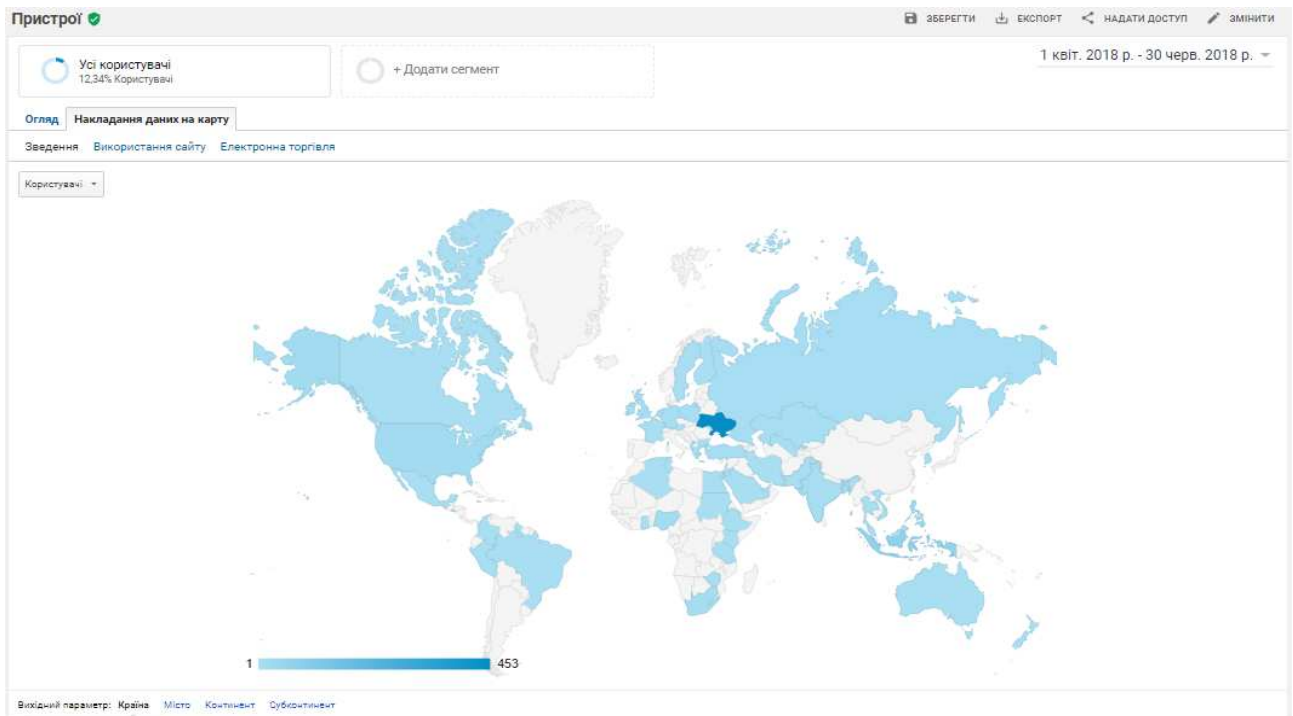 Пристрої
ЗБЕРЕГТИ ЕКСПОРТ НАДАТИ ДОСТУП ЗМІНИТИ
Усі користувачі
12,34% Користувачі
+ Додати сегмент
1 квіт. 2018 р. - 30 черв. 2018 р.
Огляд Накладання даних на карту
Зведення Використання сайту Електронна торгівля
Користувачі
1 453
Вихідний параметр: Країна Місто Континент Субконтинент